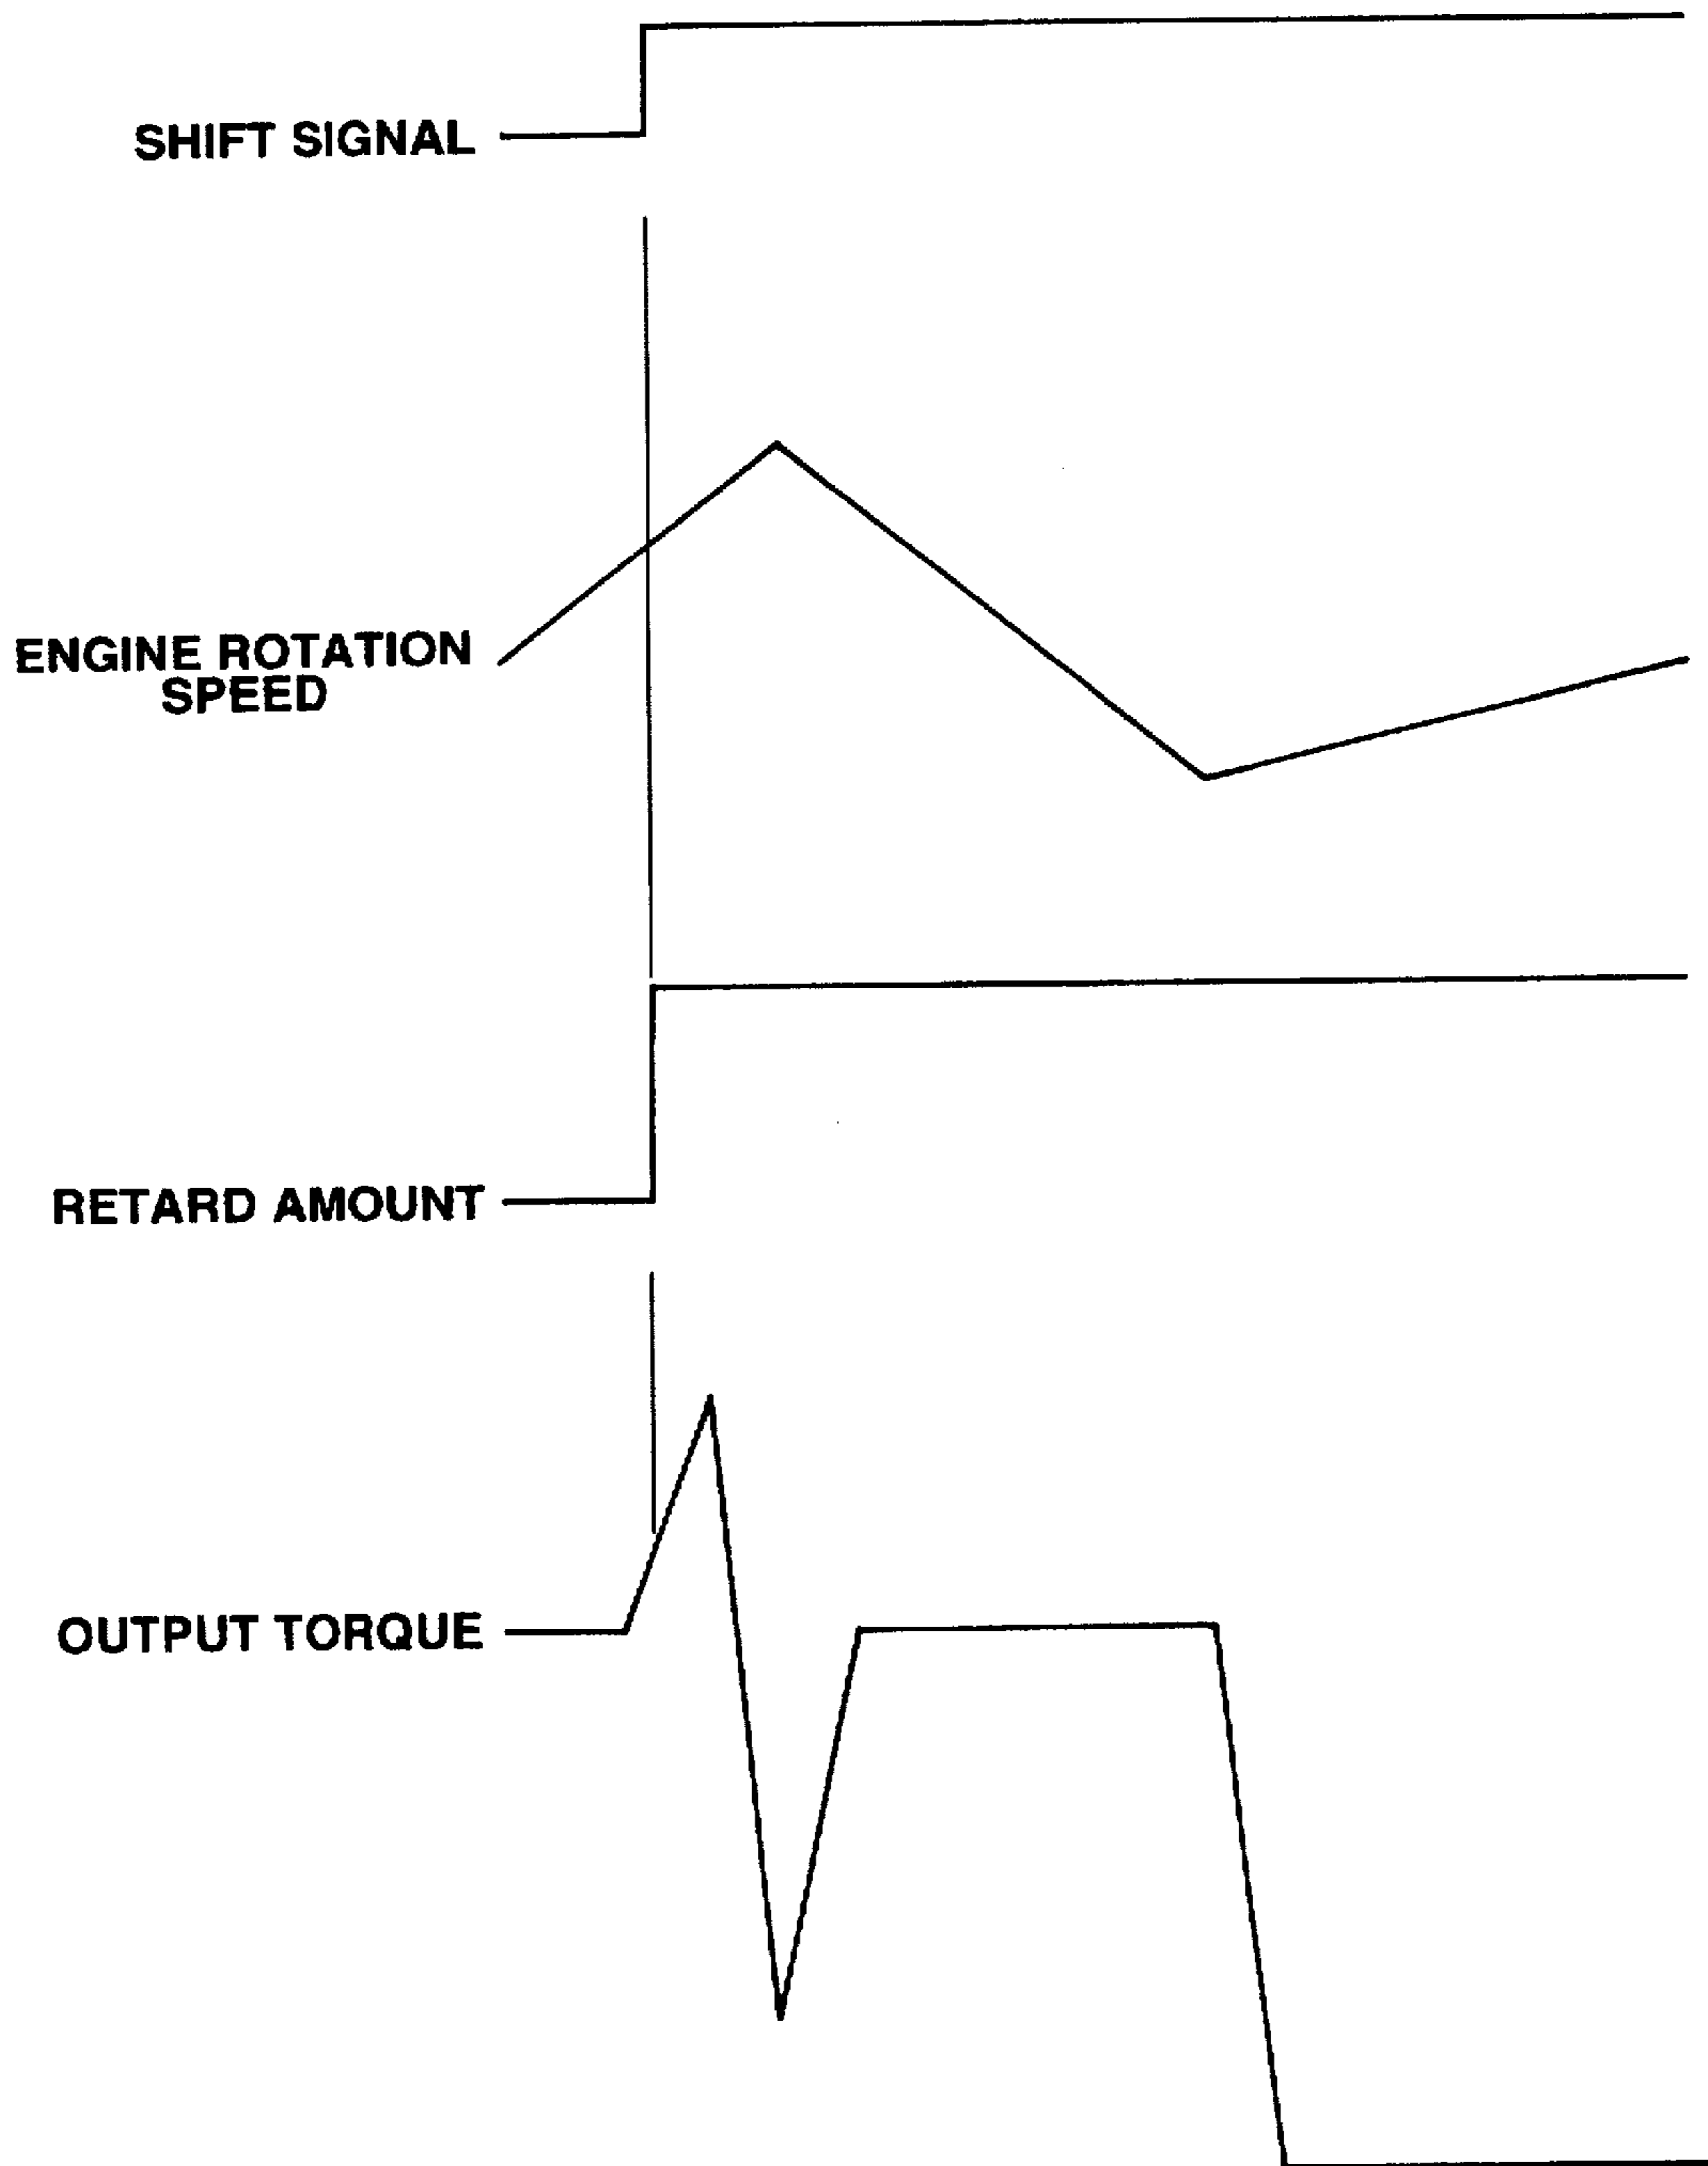 SHIFT SIGNAL
ENGINE ROTATION
SPEED
RETARD AMOUNT
OUTPUT TORQUE